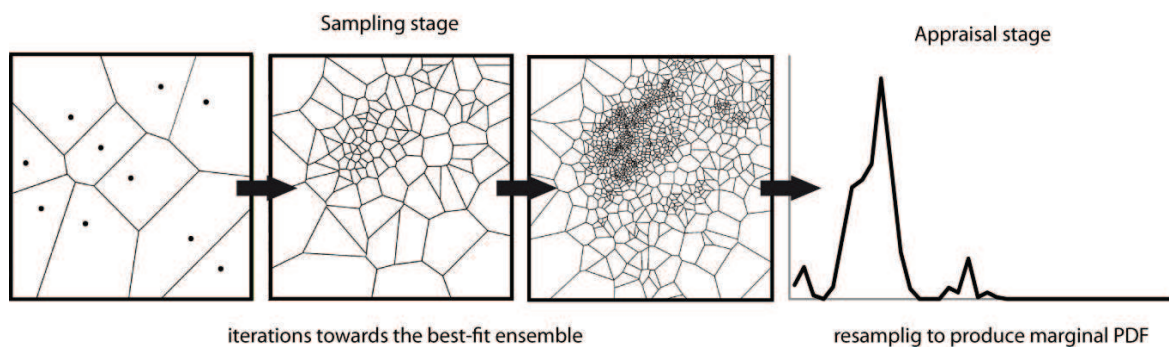 Sampling stage
Appraisal stage
iterations towards the best-fit ensemble
resamplig to produce marginal PDF